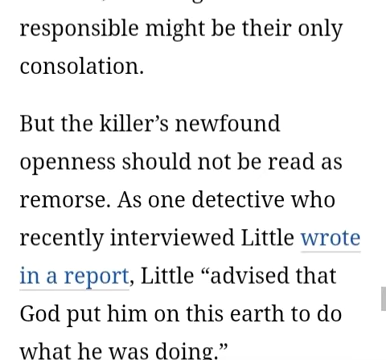 responsible might be their only
consolation.
But the killer’s newfound
openness should not be read as
remorse. As one detective who
recently interviewed Little wrote
in a report, Little “advised that
God put him on this earth to do
what he was doing.”